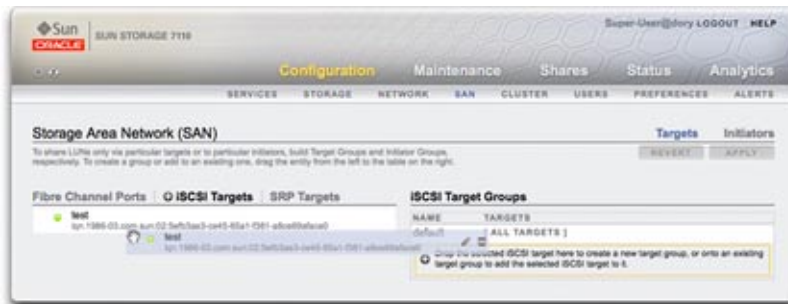 Sun
ORACLE
SUN STORAGE 7110
Super-User@dory LOGOUT HELP
Configuration Maintenance Shares Status Analytics
SERVICES STORAGE NETWORK SAN CLUSTER USERS PREFERENCES ALERTS
Storage Area Network (SAN)
Targets Initiators
To share LUNs only via particular targets or to particular initiators, build Target Groups and Initiator Groups,
respectively. To create a group or add to an existing one, drag the entity from the left to the table on the right.
REVERT APPLY
Fibre Channel Ports iSCSI Targets SRP Targets
iSCSI Target Groups
test
NAME TARGETS
default [ ALL TARGETS ]
test
Drop the selected iSCSI target here to create a new target group, or onto an existing
target group to add the selected iSCSI target to it.